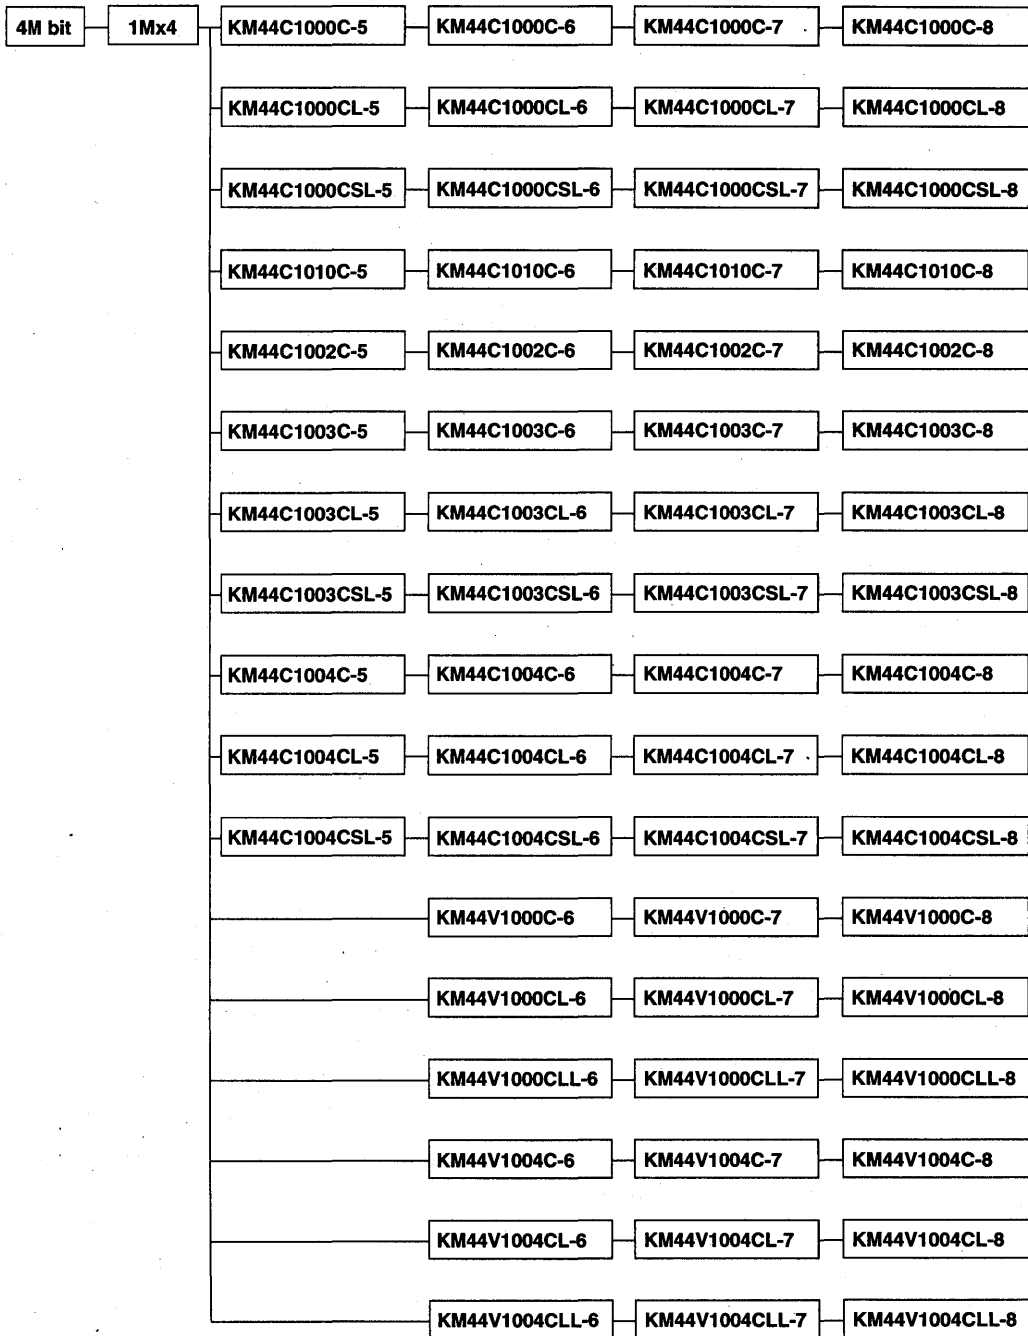 4M bit 1Mx4 KM44C1000C-5 KM44C1000C-6 KM44C1000C-7 KM44C1000C-8
KM44C1000CL-5 KM44C1000CL-6 KM44C1000CL-7 KM44C1000CL-8
KM44C1000CSL-5 KM44C1000CSL-6 KM44C1000CSL-7 KM44C1000CSL-8
KM44C1010C-5 KM44C1010C-6 KM44C1010C-7 KM44C1010C-8
KM44C1002C-5 KM44C1002C-6 KM44C1002C-7 KM44C1002C-8
KM44C1003C-5 KM44C1003C-6 KM44C1003C-7 KM44C1003C-8
KM44C1003CL-5 KM44C1003CL-6 KM44C1003CL-7 KM44C1003CL-8
KM44C1003CSL-5 KM44C1003CSL-6 KM44C1003CSL-7 KM44C1003CSL-8
KM44C1004C-5 KM44C1004C-6 KM44C1004C-7 KM44C1004C-8
KM44C1004CL-5 KM44C1004CL-6 KM44C1004CL-7 KM44C1004CL-8
KM44C1004CSL-5 KM44C1004CSL-6 KM44C1004CSL-7 KM44C1004CSL-8
KM44V1000C-6 KM44V1000C-7 KM44V1000C-8
KM44V1000CL-6 KM44V1000CL-7 KM44V1000CL-8
KM44V1000CLL-6 KM44V1000CLL-7 KM44V1000CLL-8
KM44V1004C-6 KM44V1004C-7 KM44V1004C-8
KM44V1004CL-6 KM44V1004CL-7 KM44V1004CL-8
KM44V1004CLL-6 KM44V1004CLL-7 KM44V1004CLL-8